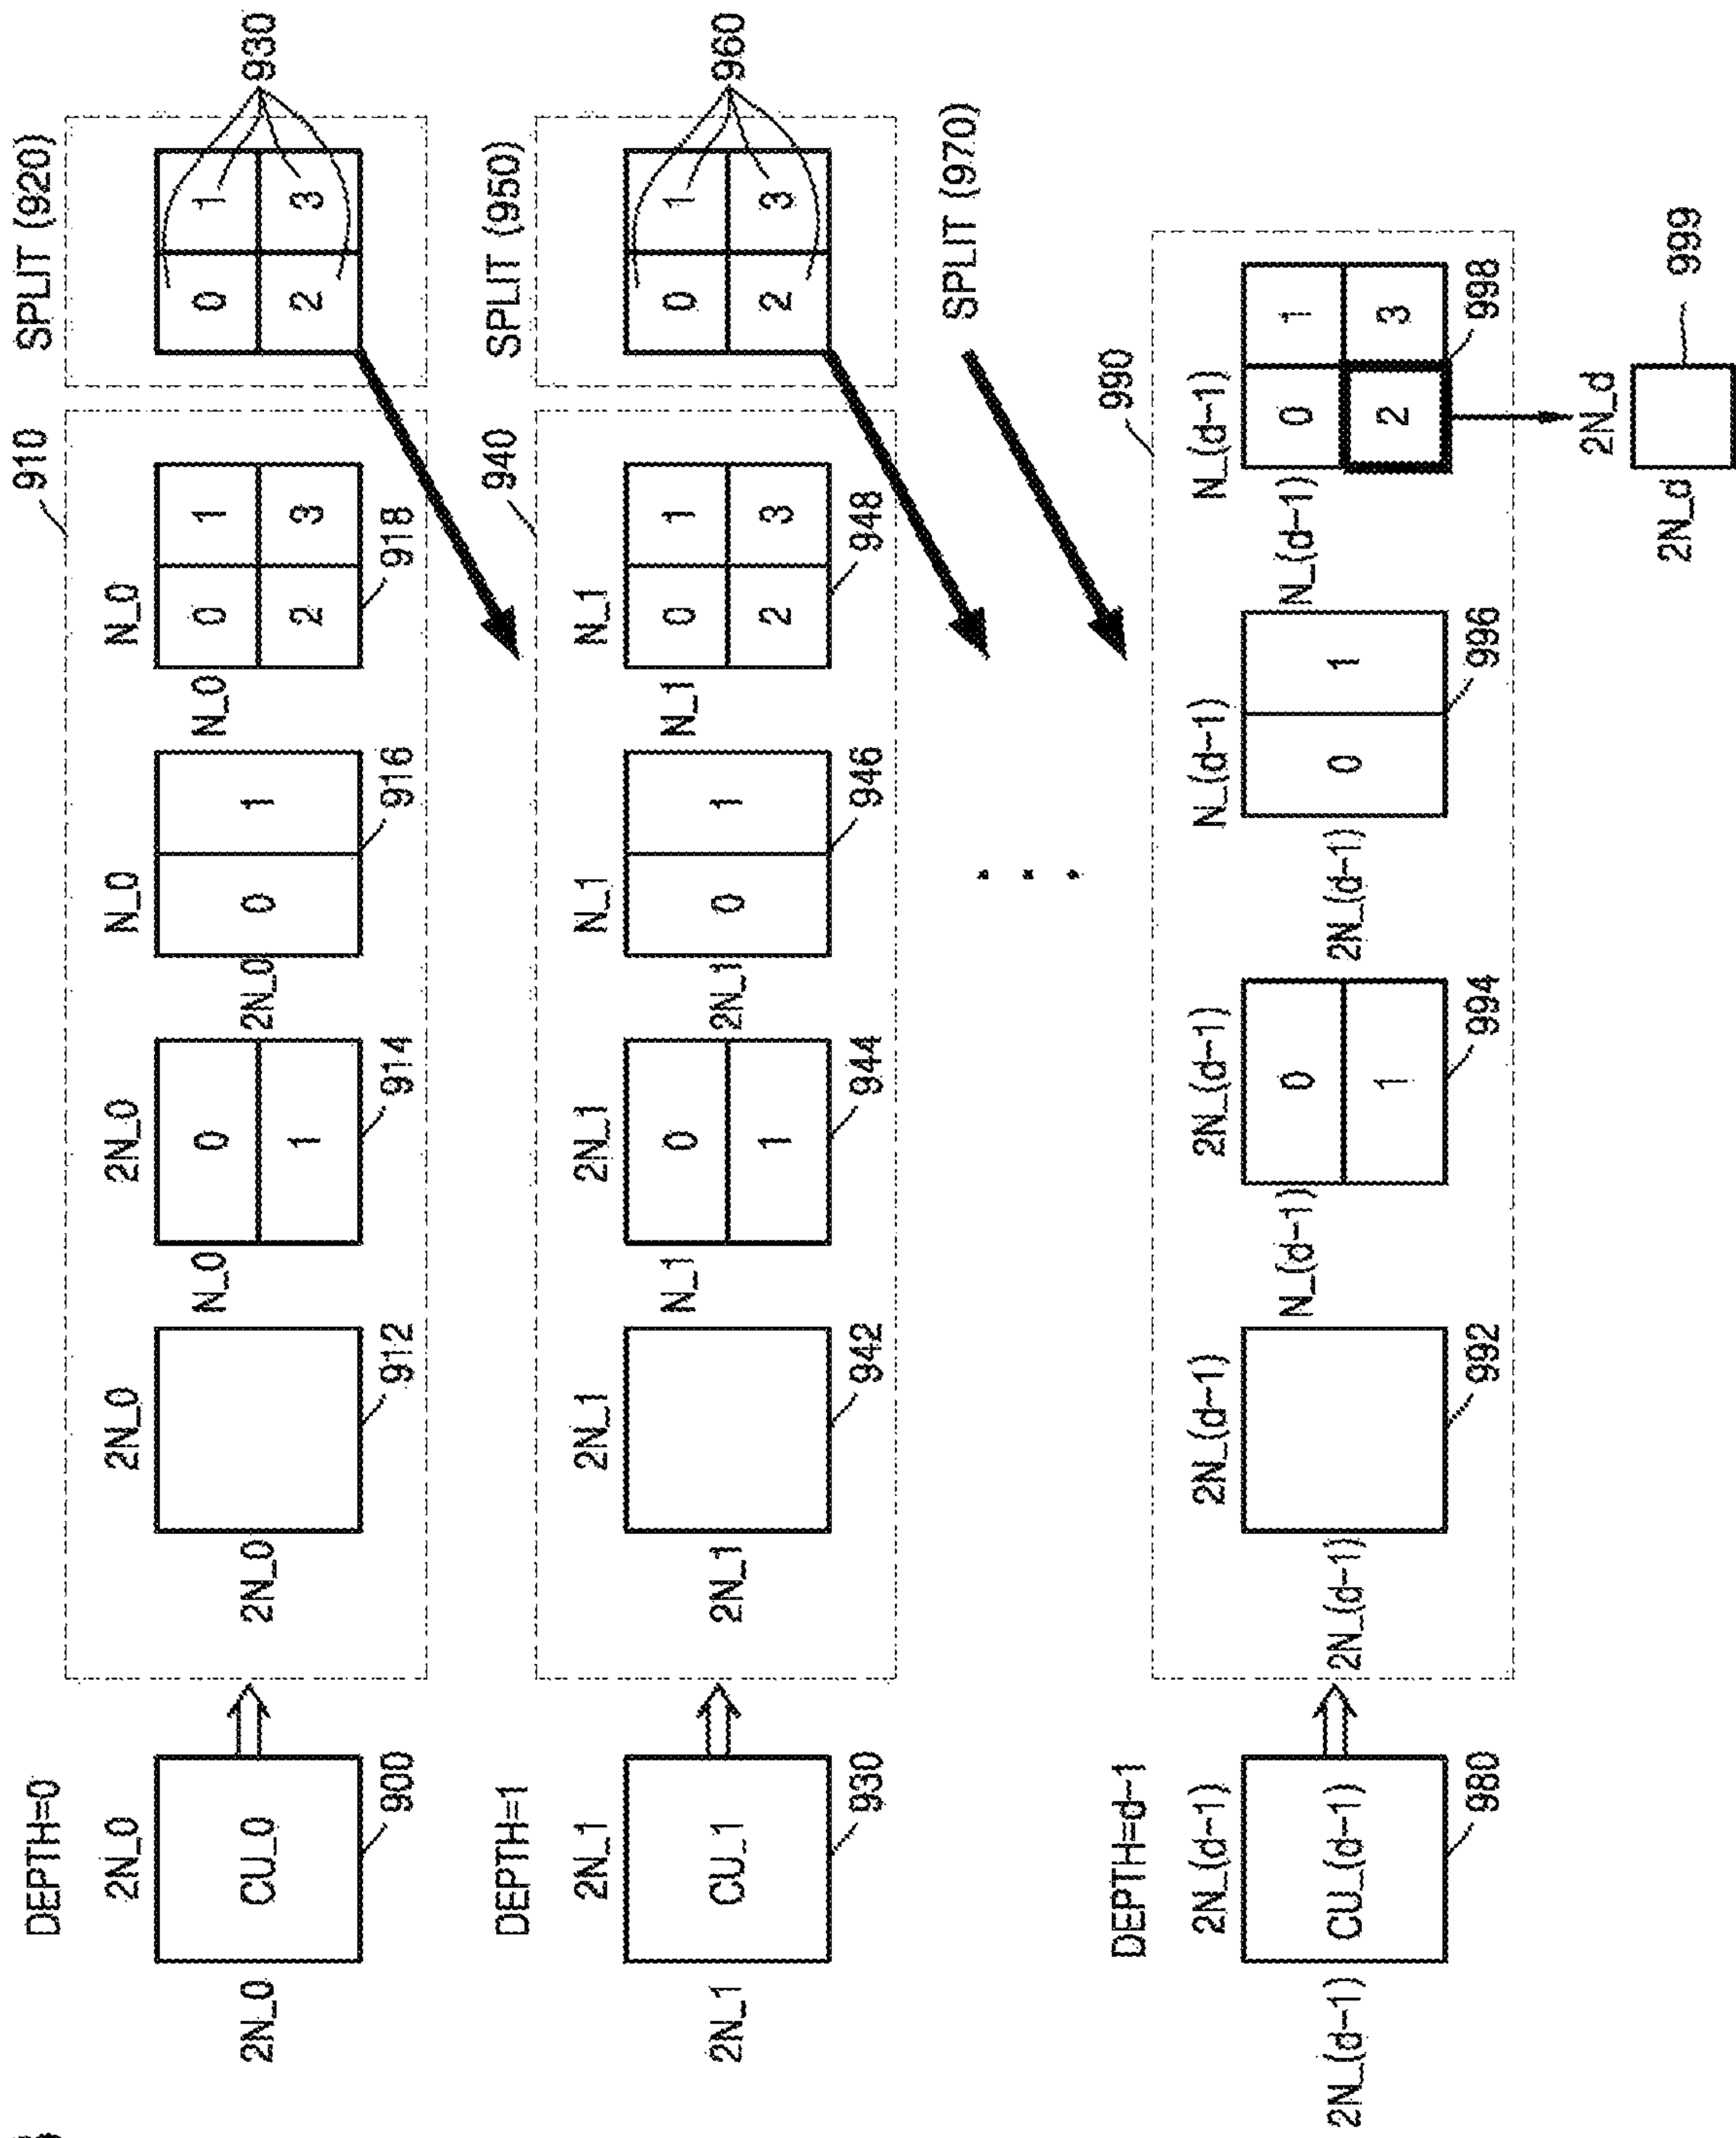 DEPTH=0
2N_0
2N_0
CU_0
900
910
2N_0
2N_0
912
2N_0
N_0
0
1
914
N_0
2N_0
0
1
916
N_0
N_0
0
1
2
3
918
SPLIT (920)
0
1
2
3
930
DEPTH=1
2N_1
2N_1
CU_1
930
940
2N_1
2N_1
942
2N_1
N_1
0
1
944
N_1
2N_1
0
1
946
N_1
N_1
0
1
2
3
948
SPLIT (950)
0
1
2
3
960
SPLIT (970)
DEPTH=d-1
2N_(d-1)
2N_(d-1)
CU_(d-1)
980
990
2N_(d-1)
2N_(d-1)
992
2N_(d-1)
N_(d-1)
0
1
994
N_(d-1)
2N_(d-1)
0
1
996
N_(d-1)
N_(d-1)
0
1
2
3
998
2N_d
2N_d
999